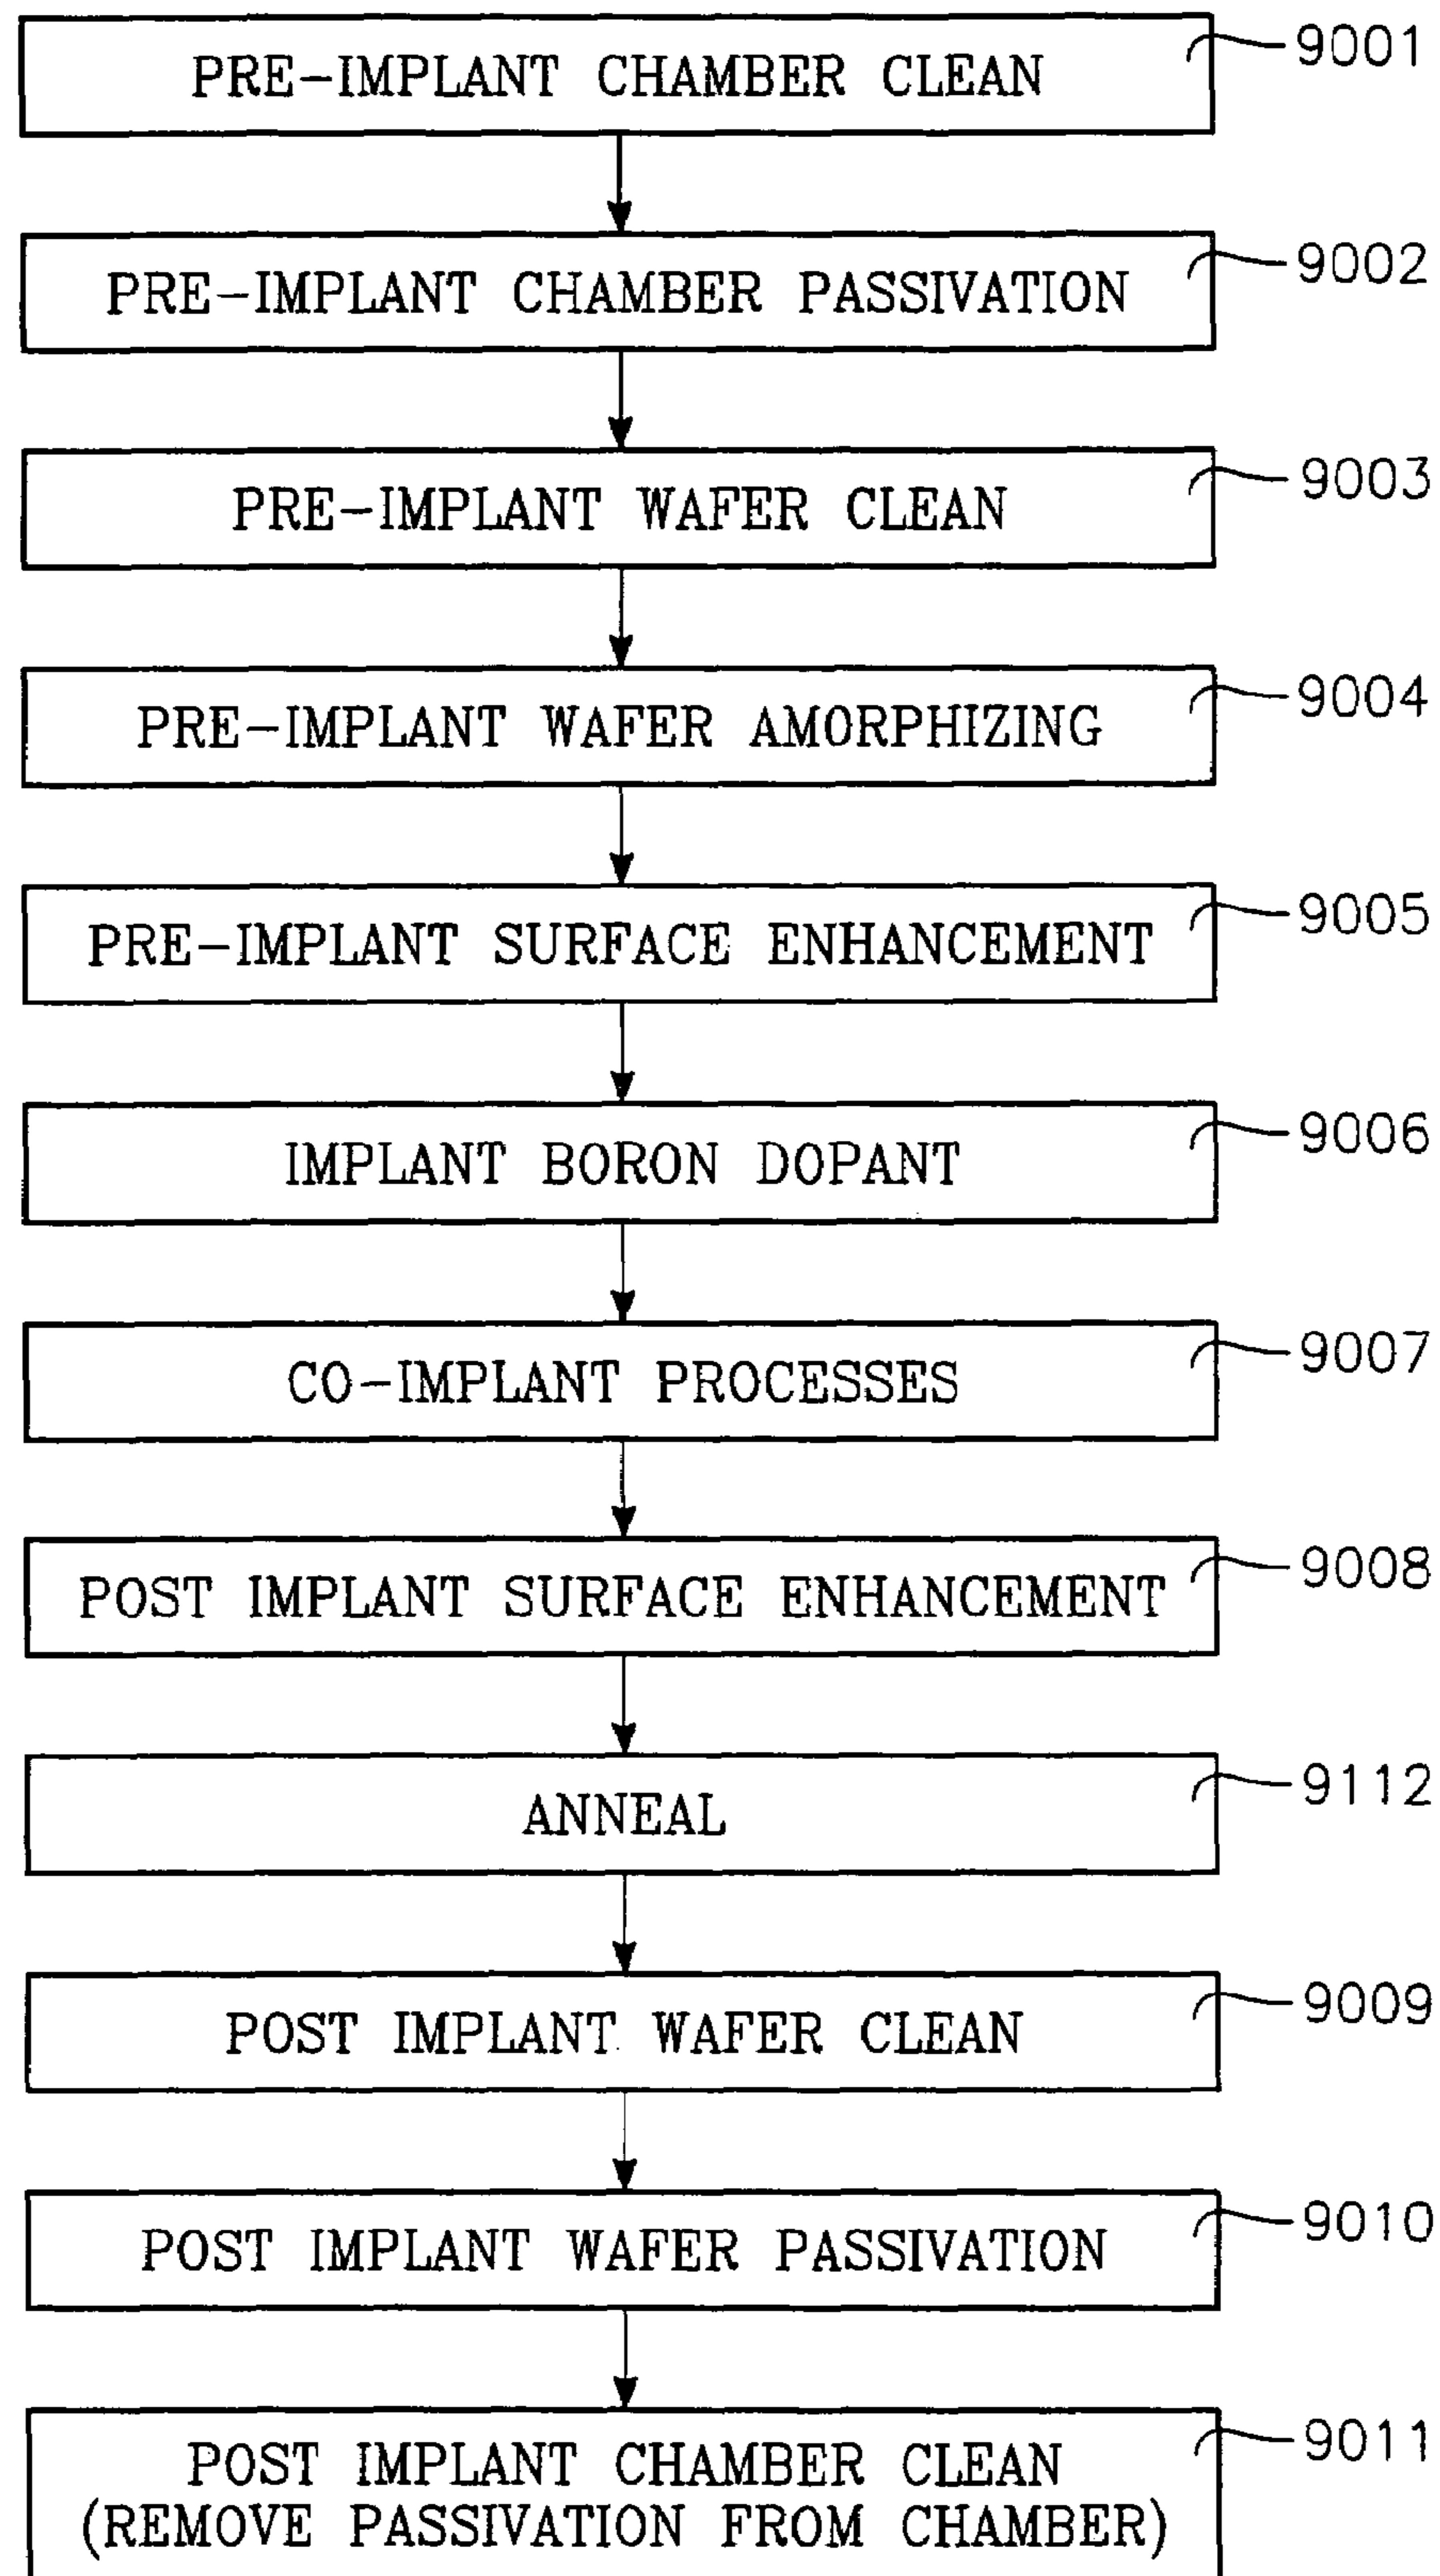 PRE-IMPLANT CHAMBER CLEAN 9001
PRE-IMPLANT CHAMBER PASSIVATION 9002
PRE-IMPLANT WAFER CLEAN 9003
PRE-IMPLANT WAFER AMORPHIZING 9004
PRE-IMPLANT SURFACE ENHANCEMENT 9005
IMPLANT BORON DOPANT 9006
CO-IMPLANT PROCESSES 9007
POST IMPLANT SURFACE ENHANCEMENT 9008
ANNEAL 9112
POST IMPLANT WAFER CLEAN 9009
POST IMPLANT WAFER PASSIVATION 9010
POST IMPLANT CHAMBER CLEAN 9011
(REMOVE PASSIVATION FROM CHAMBER)